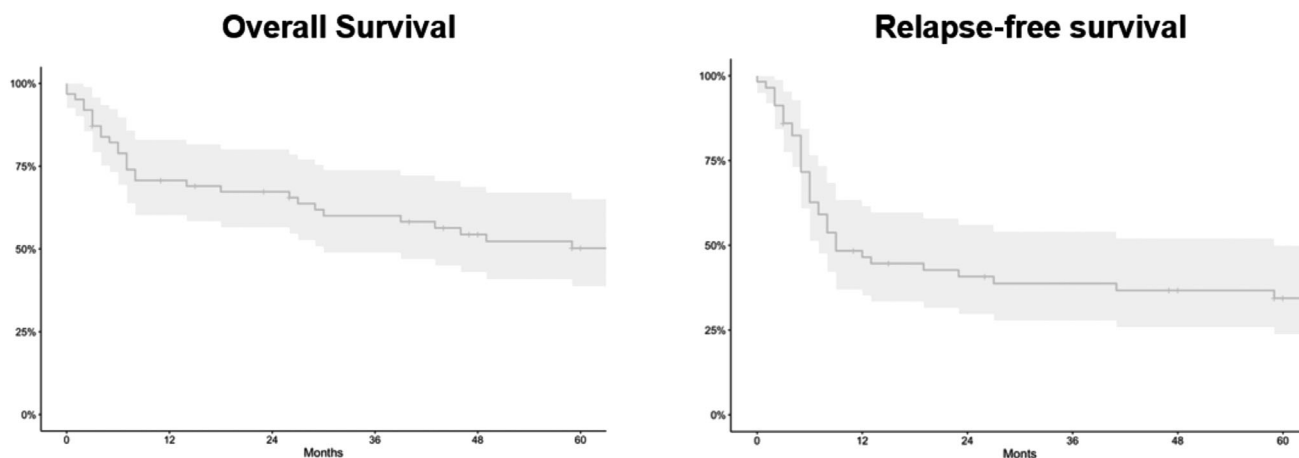 Overall Survival
100%
75%
50%
25%
0%
0 12 24 36 48 60
Months
Relapse-free survival
100%
75%
50%
25%
0%
0 12 24 36 48 60
Monts